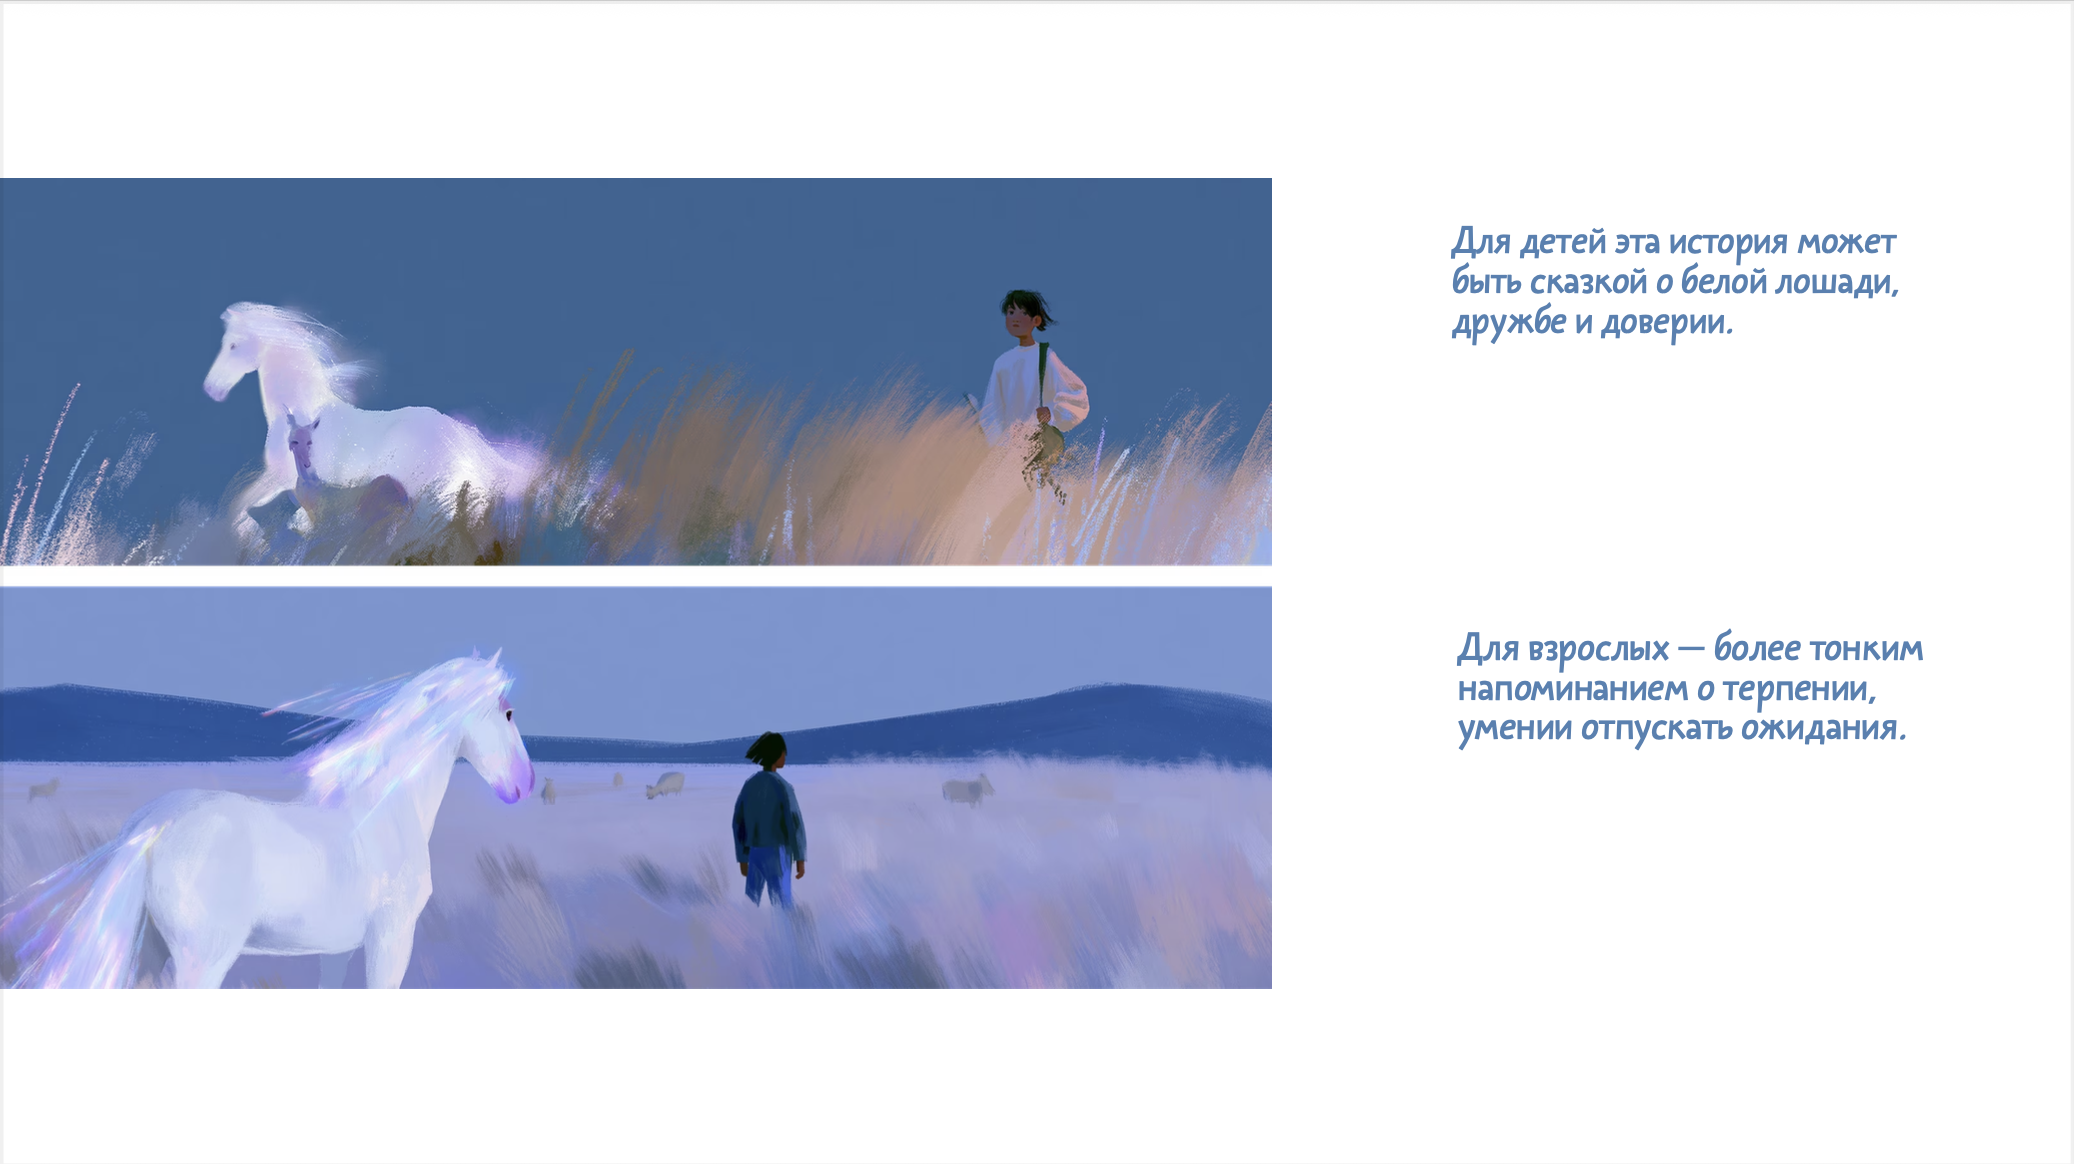 Для детей эта история может
быть сказкой о белой лошади,
дружбе и доверии.
Для взрослых — более тонким
напоминанием о терпении,
умении отпускать ожидания.